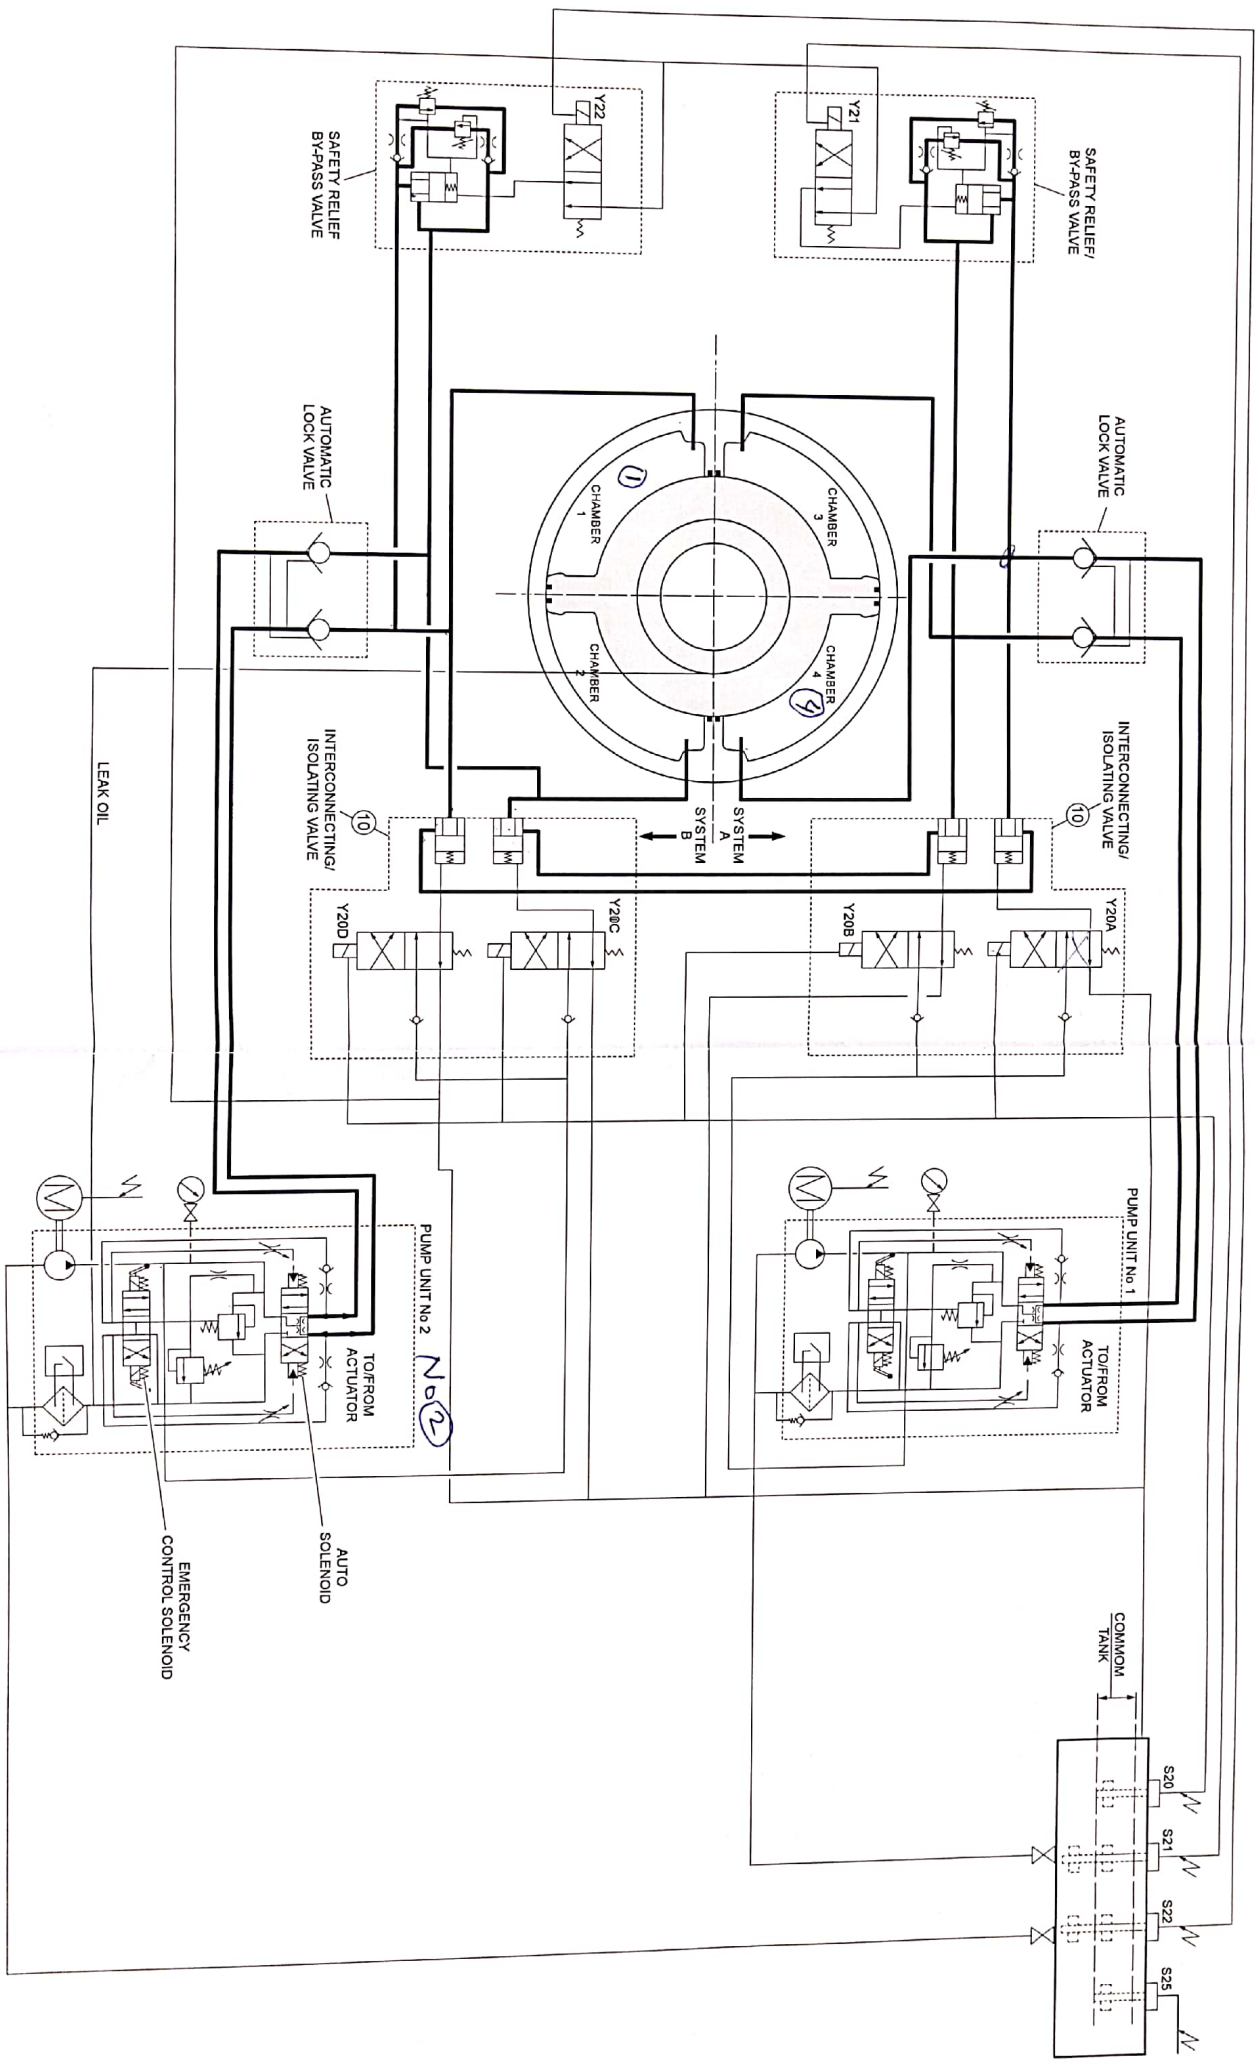 Y22
Y21
SAFETY RELIEF
BY-PASS VALVE
SAFETY RELIEF/
BY-PASS VALVE
AUTOMATIC
LOCK VALVE
AUTOMATIC
LOCK VALVE
CHAMBER
1
1
CHAMBER
3
CHAMBER
2
CHAMBER
4
4
LEAK OIL
INTERCONNECTING/
ISOLATING VALVE
10
SYSTEM
B
SYSTEM
A
INTERCONNECTING/
ISOLATING VALVE
10
Y20D
Y20C
Y20B
Y20A
M
M
PUMP UNIT No 2
No 2
TO/FROM
ACTUATOR
PUMP UNIT No 1
TO/FROM
ACTUATOR
AUTO
SOLENOID
EMERGENCY
CONTROL SOLENOID
COMMOM
TANK
S20
S21
S22
S25